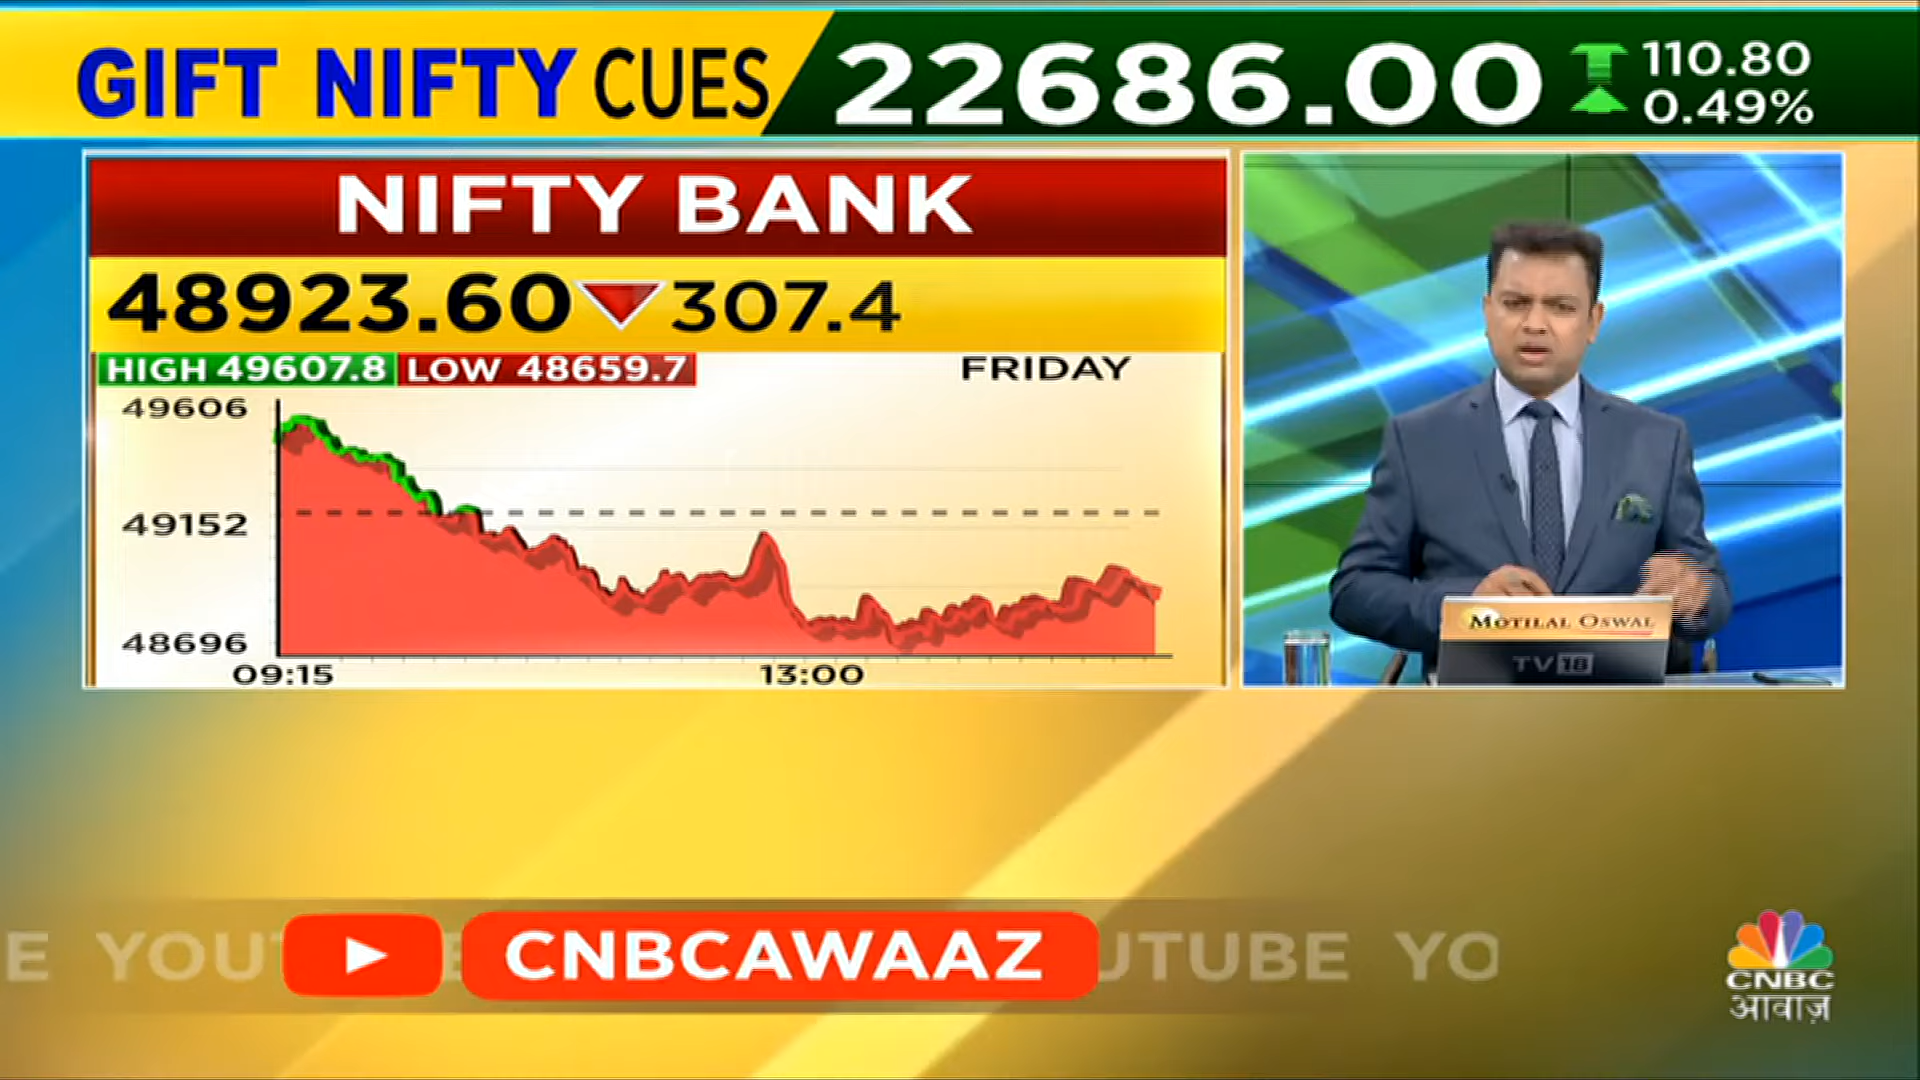 GIFT NIFTY CUES
22686.00
110.80
0.49%
NIFTY BANK
48923.60 307.4
HIGH 49607.8 LOW 48659.7
FRIDAY
49606
49152
48696
09:15 13:00
MOTILAL OSWAL
TV18
E YOUT
CNBCAWAAZ
UTUBE YO
CNBC
आवाज़